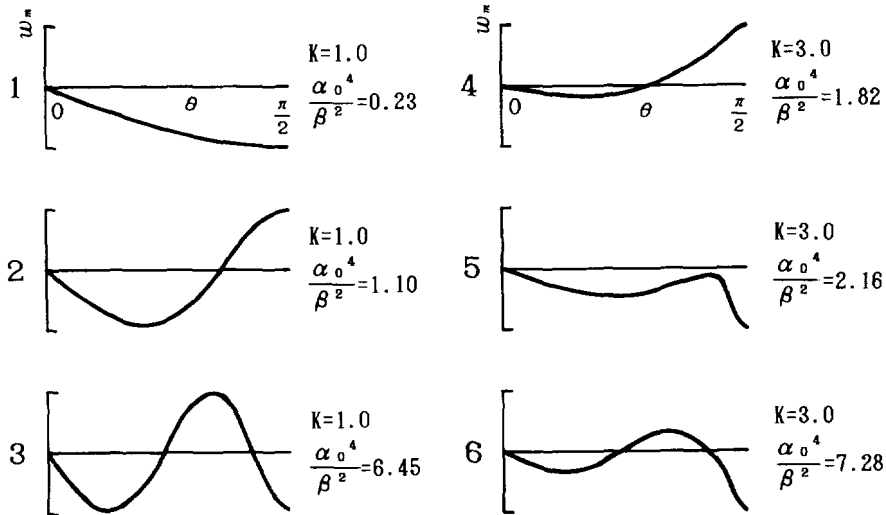 wₘ
1
0
θ
π/2
K=1.0
α₀⁴/β²=0.23
2
K=1.0
α₀⁴/β²=1.10
3
K=1.0
α₀⁴/β²=6.45
4
0
θ
π/2
K=3.0
α₀⁴/β²=1.82
5
K=3.0
α₀⁴/β²=2.16
6
K=3.0
α₀⁴/β²=7.28